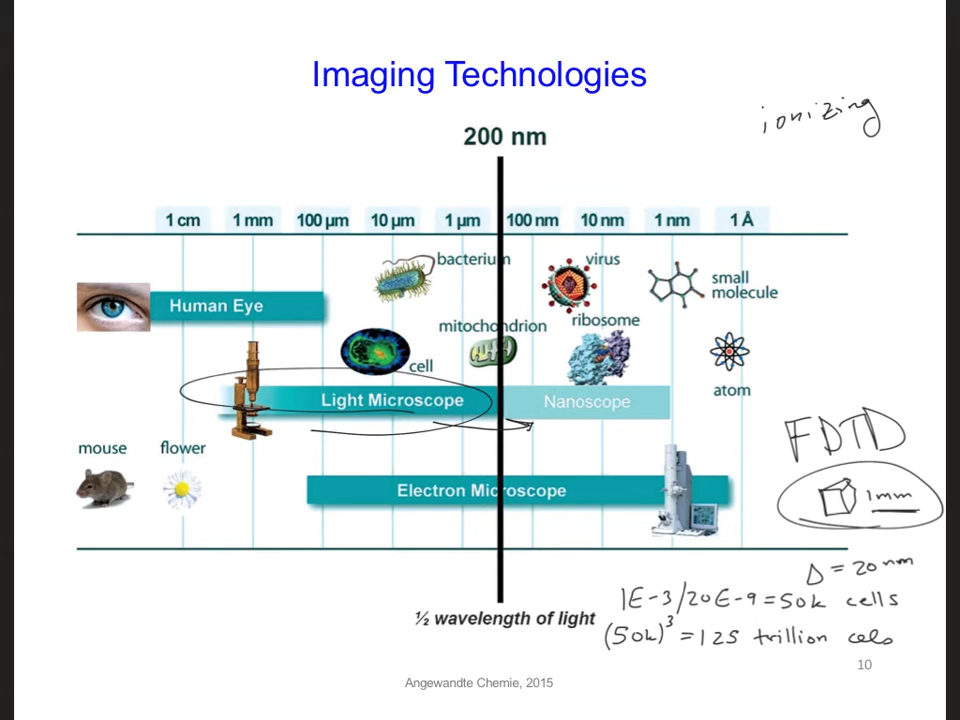 Imaging Technologies
ionizing
200 nm
1 cm 1 mm 100 µm 10 µm 1 µm 100 nm 10 nm 1 nm 1 Å
bacterium virus
small
molecule
Human Eye
mitochondrion ribosome
cell
atom
Light Microscope Nanoscope
FDTD
mouse flower
Electron Microscope
1mm
Δ = 20nm
1E-3/20E-9=50k cells
½ wavelength of light
(50k)³ = 125 trillion cels
10
Angewandte Chemie, 2015